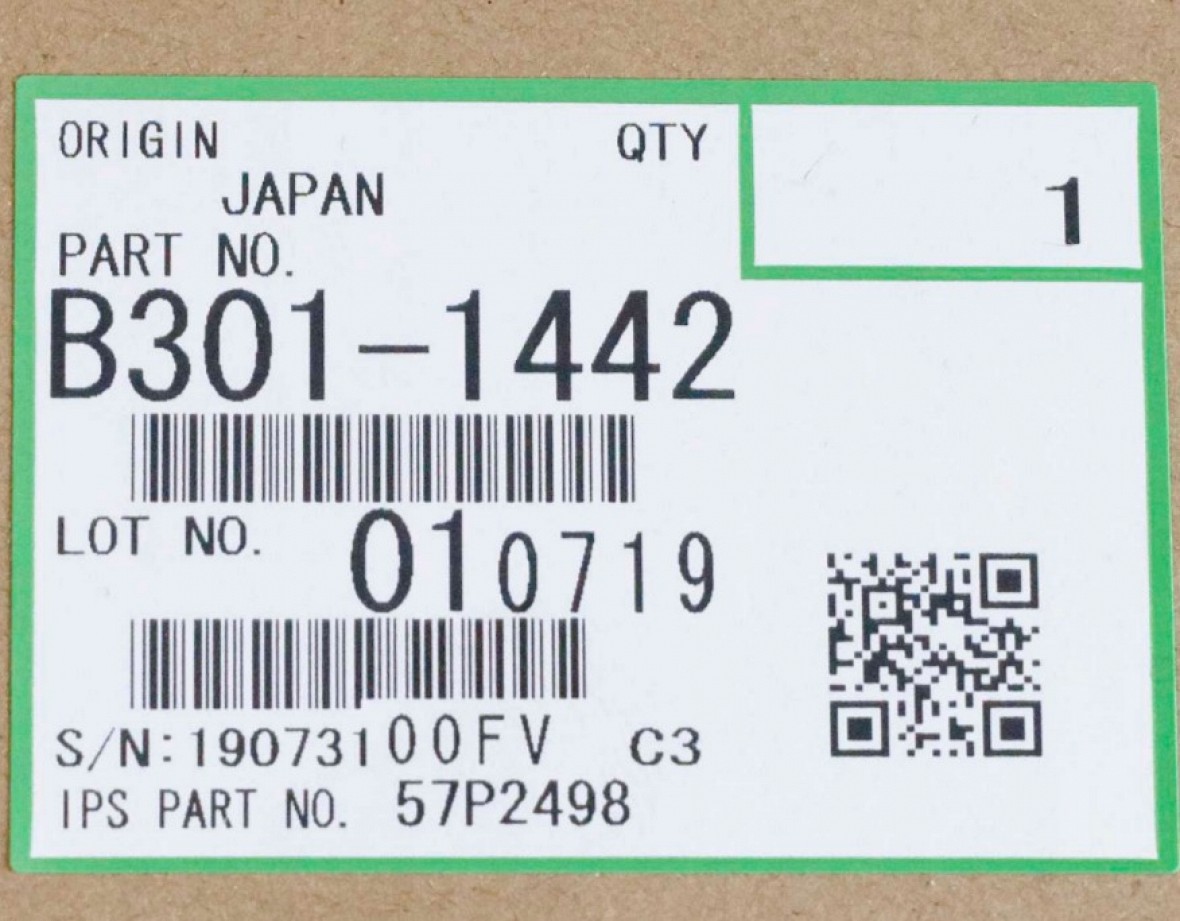 ORIGIN QTY
JAPAN 1
PART NO.
B301-1442
LOT NO. 010719
S/N:19073100FV C3
IPS PART NO. 57P2498